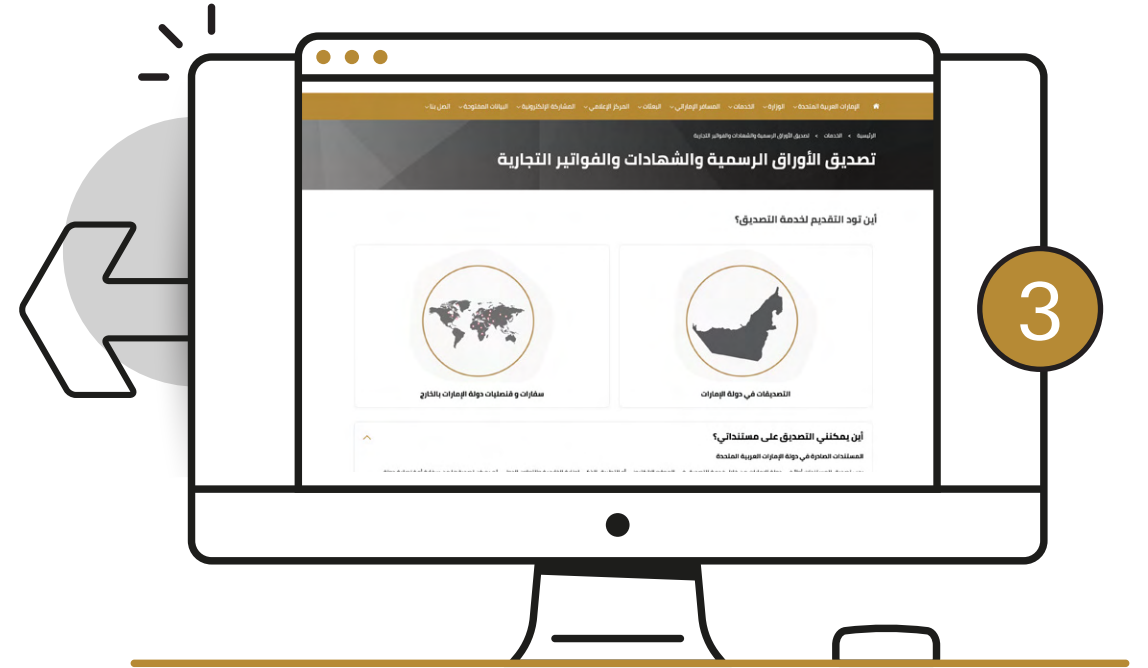 الإمارات العربية المتحدة الوزارة الخدمات المسافر الإماراتي البعثات المركز الإعلامي المشاركة الإلكترونية البيانات المفتوحة اتصل بنا
الرئيسية > الخدمات > تصديق الأوراق الرسمية والشهادات والفواتير التجارية
تصديق الأوراق الرسمية والشهادات والفواتير التجارية
أين تود التقديم لخدمة التصديق؟
التصديقات في دولة الإمارات
سفارات و قنصليات دولة الإمارات بالخارج
أين يمكنني التصديق على مستنداتي؟
المستندات الصادرة في دولة الإمارات العربية المتحدة
3